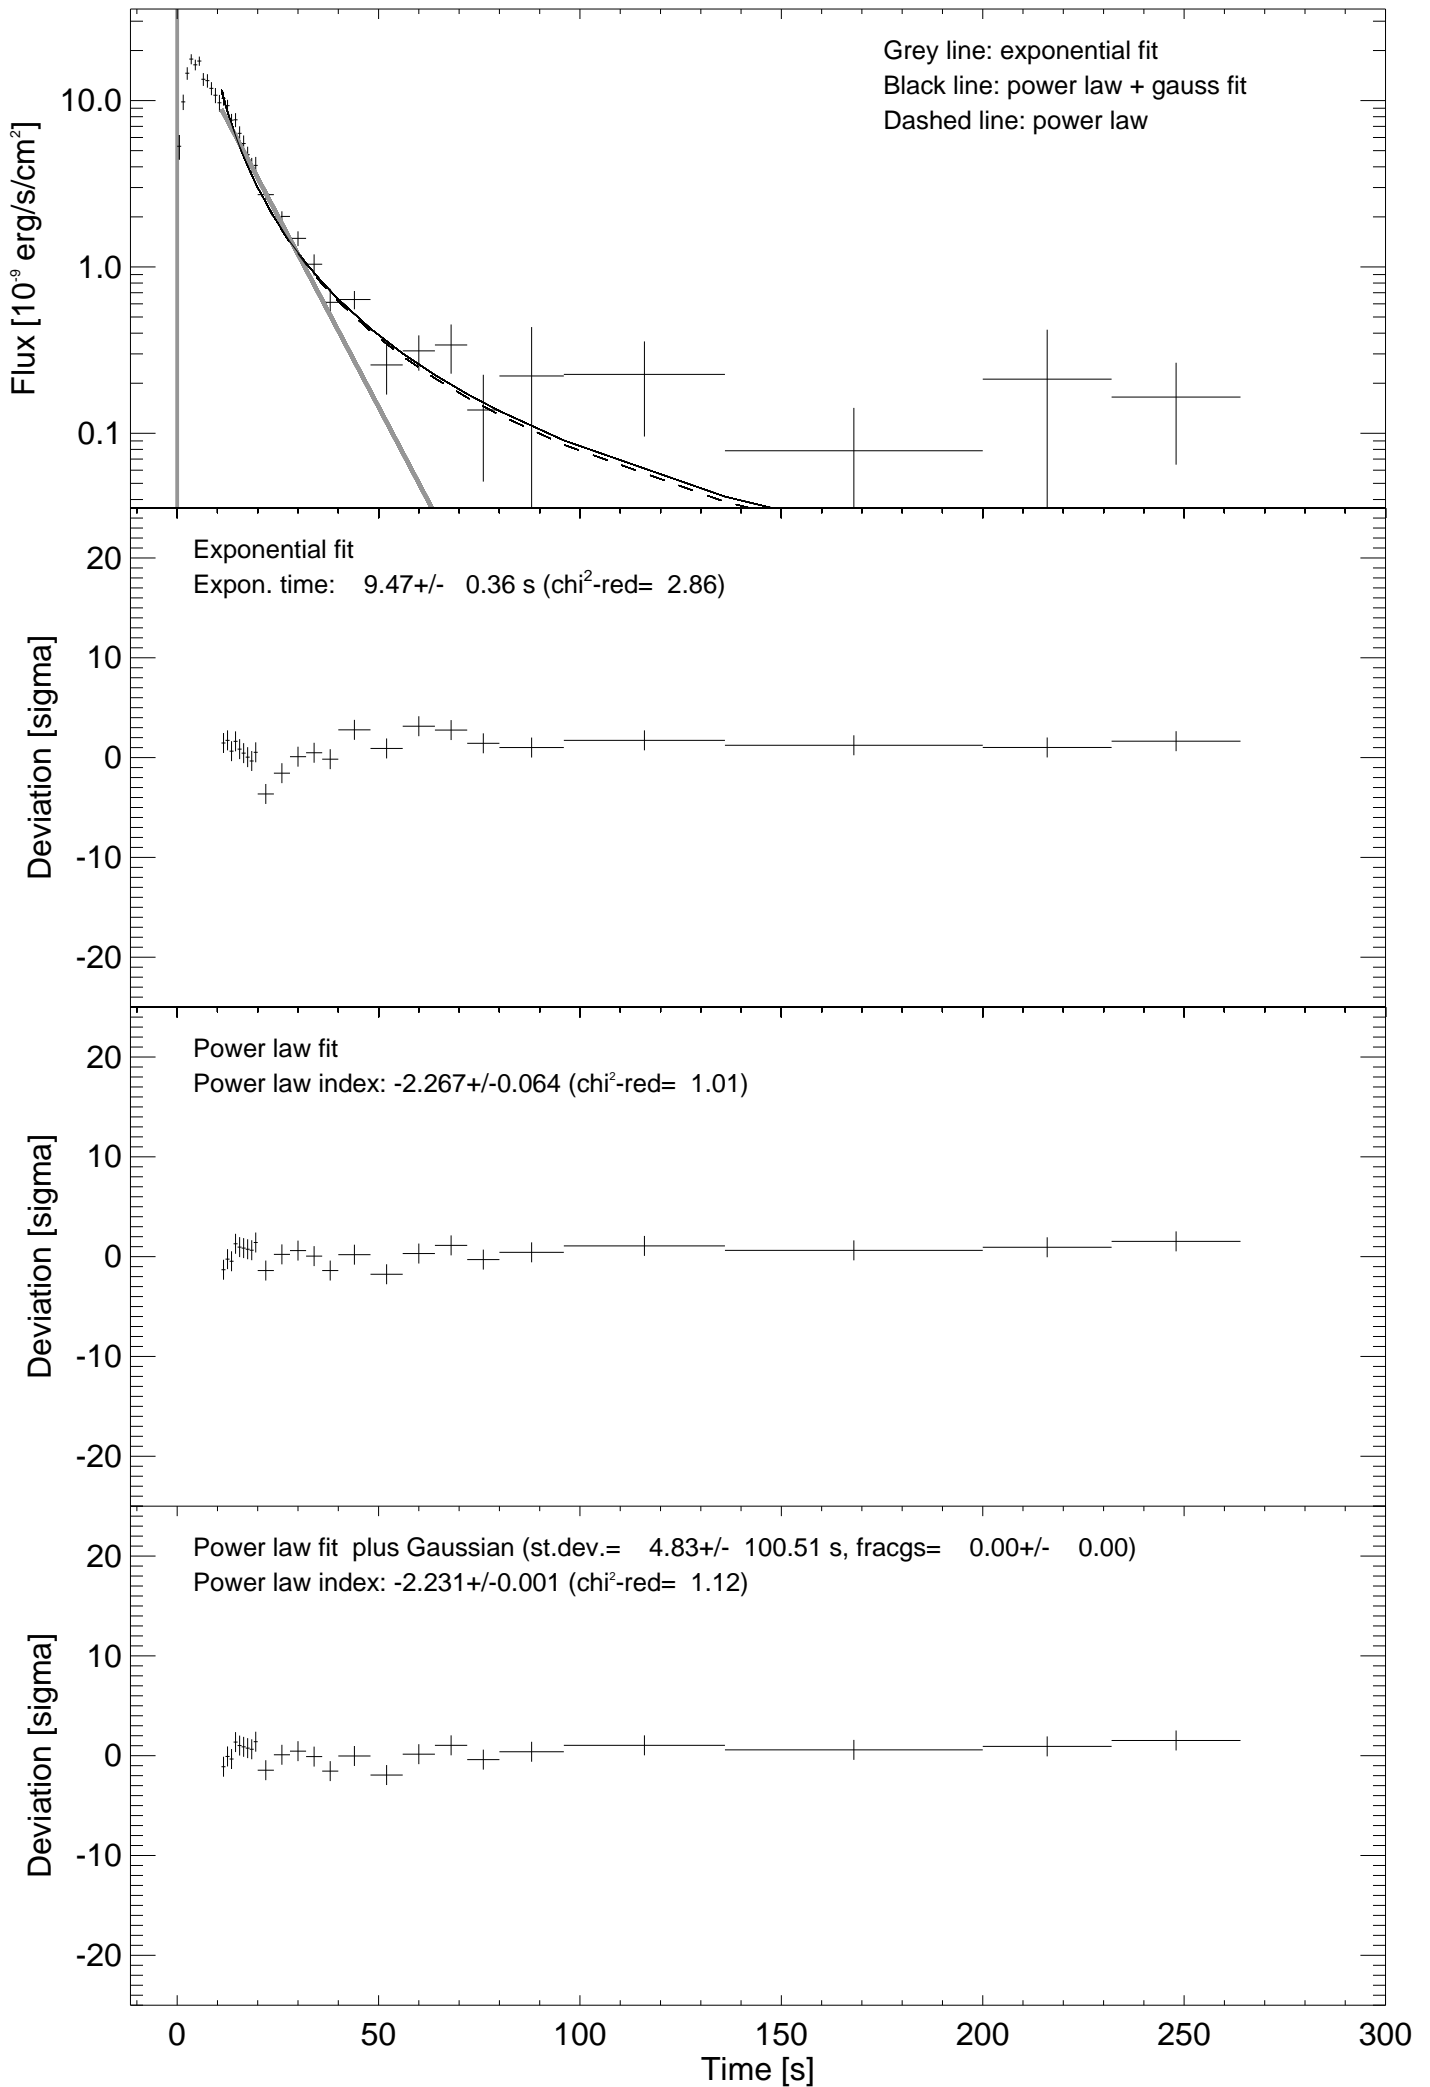 Grey line: exponential fit
Black line: power law + gauss fit
Dashed line: power law
10.0
1.0
0.1
Flux [10⁻⁹ erg/s/cm²]
Exponential fit
Expon. time: 9.47+/- 0.36 s (chi²-red= 2.86)
20
10
0
-10
-20
Deviation [sigma]
Power law fit
Power law index: -2.267+/-0.064 (chi²-red= 1.01)
20
10
0
-10
-20
Deviation [sigma]
Power law fit plus Gaussian (st.dev.= 4.83+/- 100.51 s, fracgs= 0.00+/- 0.00)
Power law index: -2.231+/-0.001 (chi²-red= 1.12)
20
10
0
-10
-20
Deviation [sigma]
0 50 100 150 200 250 300
Time [s]